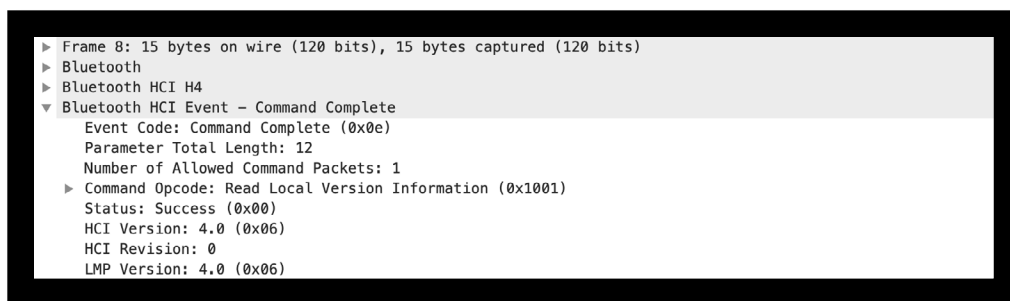 Frame 8: 15 bytes on wire (120 bits), 15 bytes captured (120 bits)
Bluetooth
Bluetooth HCI H4
Bluetooth HCI Event – Command Complete
Event Code: Command Complete (0x0e)
Parameter Total Length: 12
Number of Allowed Command Packets: 1
Command Opcode: Read Local Version Information (0x1001)
Status: Success (0x00)
HCI Version: 4.0 (0x06)
HCI Revision: 0
LMP Version: 4.0 (0x06)